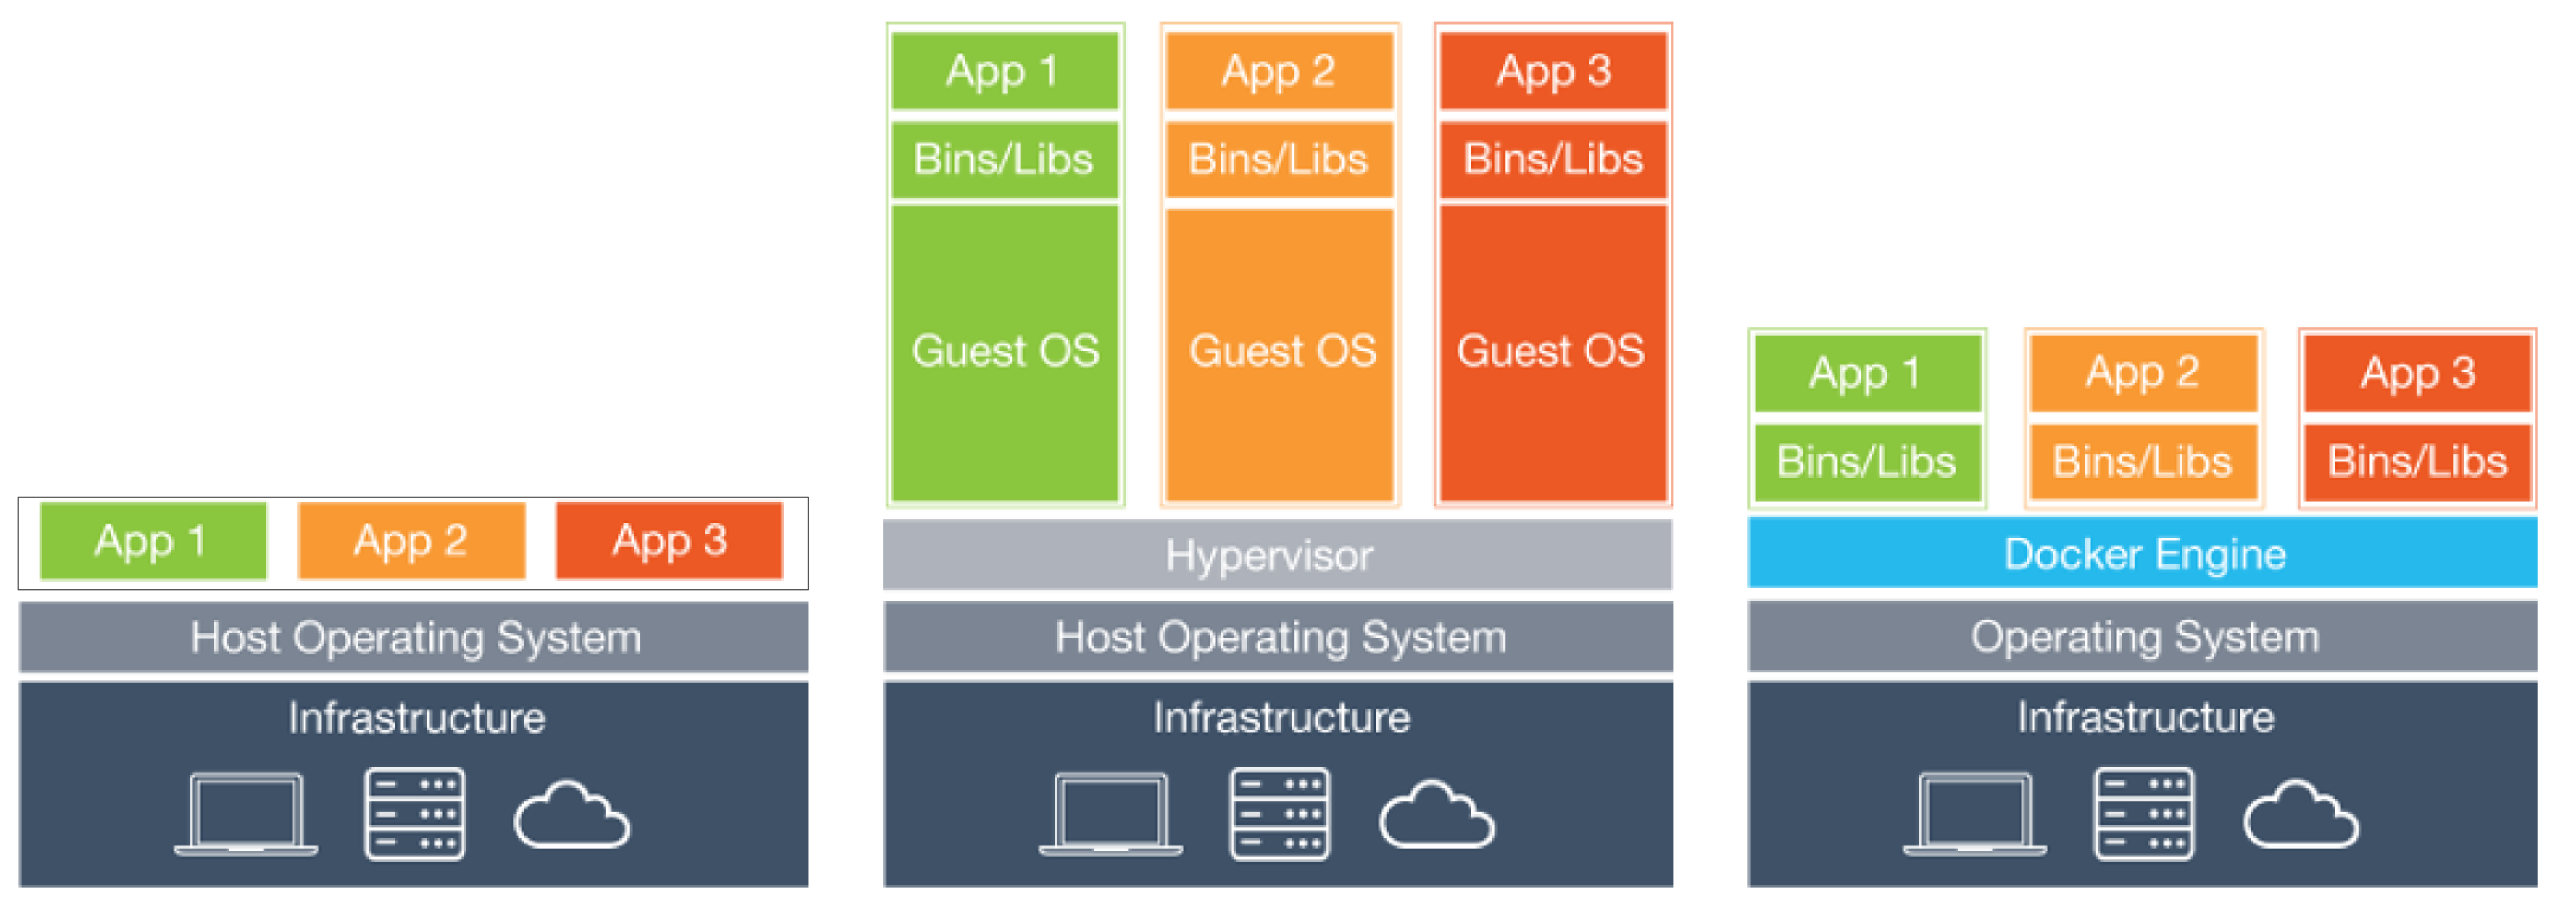 App 1
App 2
App 3
Host Operating System
Infrastructure
App 1
App 2
App 3
Bins/Libs
Bins/Libs
Bins/Libs
Guest OS
Guest OS
Guest OS
Hypervisor
Host Operating System
Infrastructure
App 1
App 2
App 3
Bins/Libs
Bins/Libs
Bins/Libs
Docker Engine
Operating System
Infrastructure